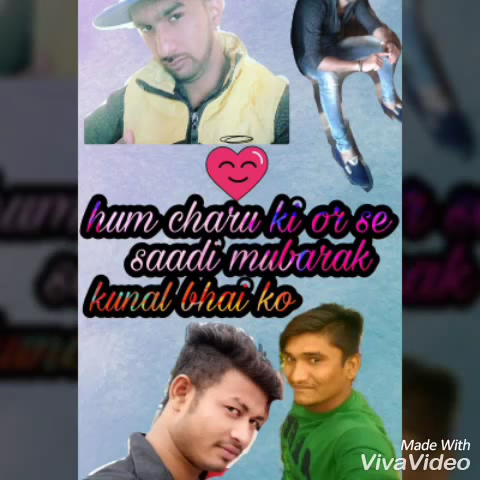 hum charu ki or se
saadi mubarak
kunal bhai ko
Made With
VivaVideo